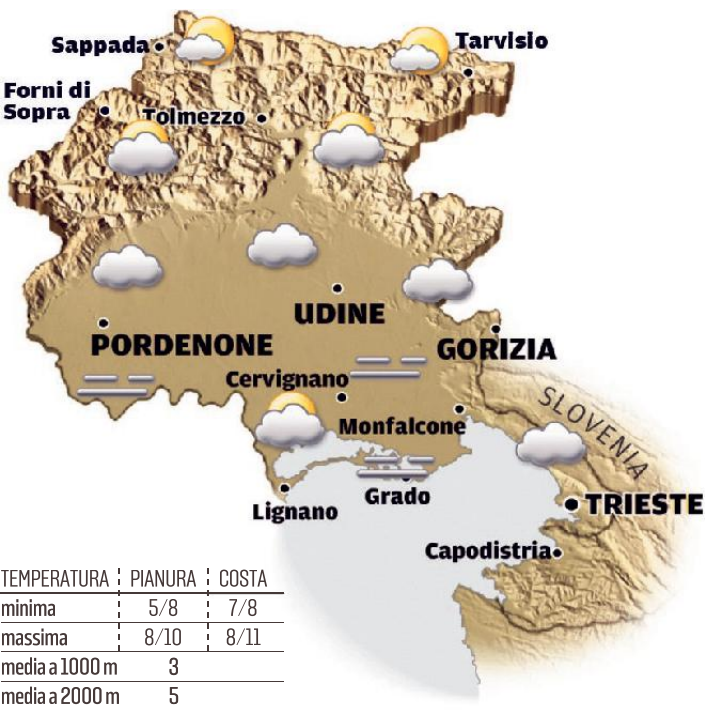 Sappada
Tarvisio
Forni di
Sopra
Tolmezzo
UDINE
PORDENONE
GORIZIA
Cervignano
SLOVENIA
Monfalcone
Grado
Lignano
TRIESTE
Capodistria
TEMPERATURA PIANURA COSTA
minima 5/8 7/8
massima 8/10 8/11
media a 1000 m 3
media a 2000 m 5